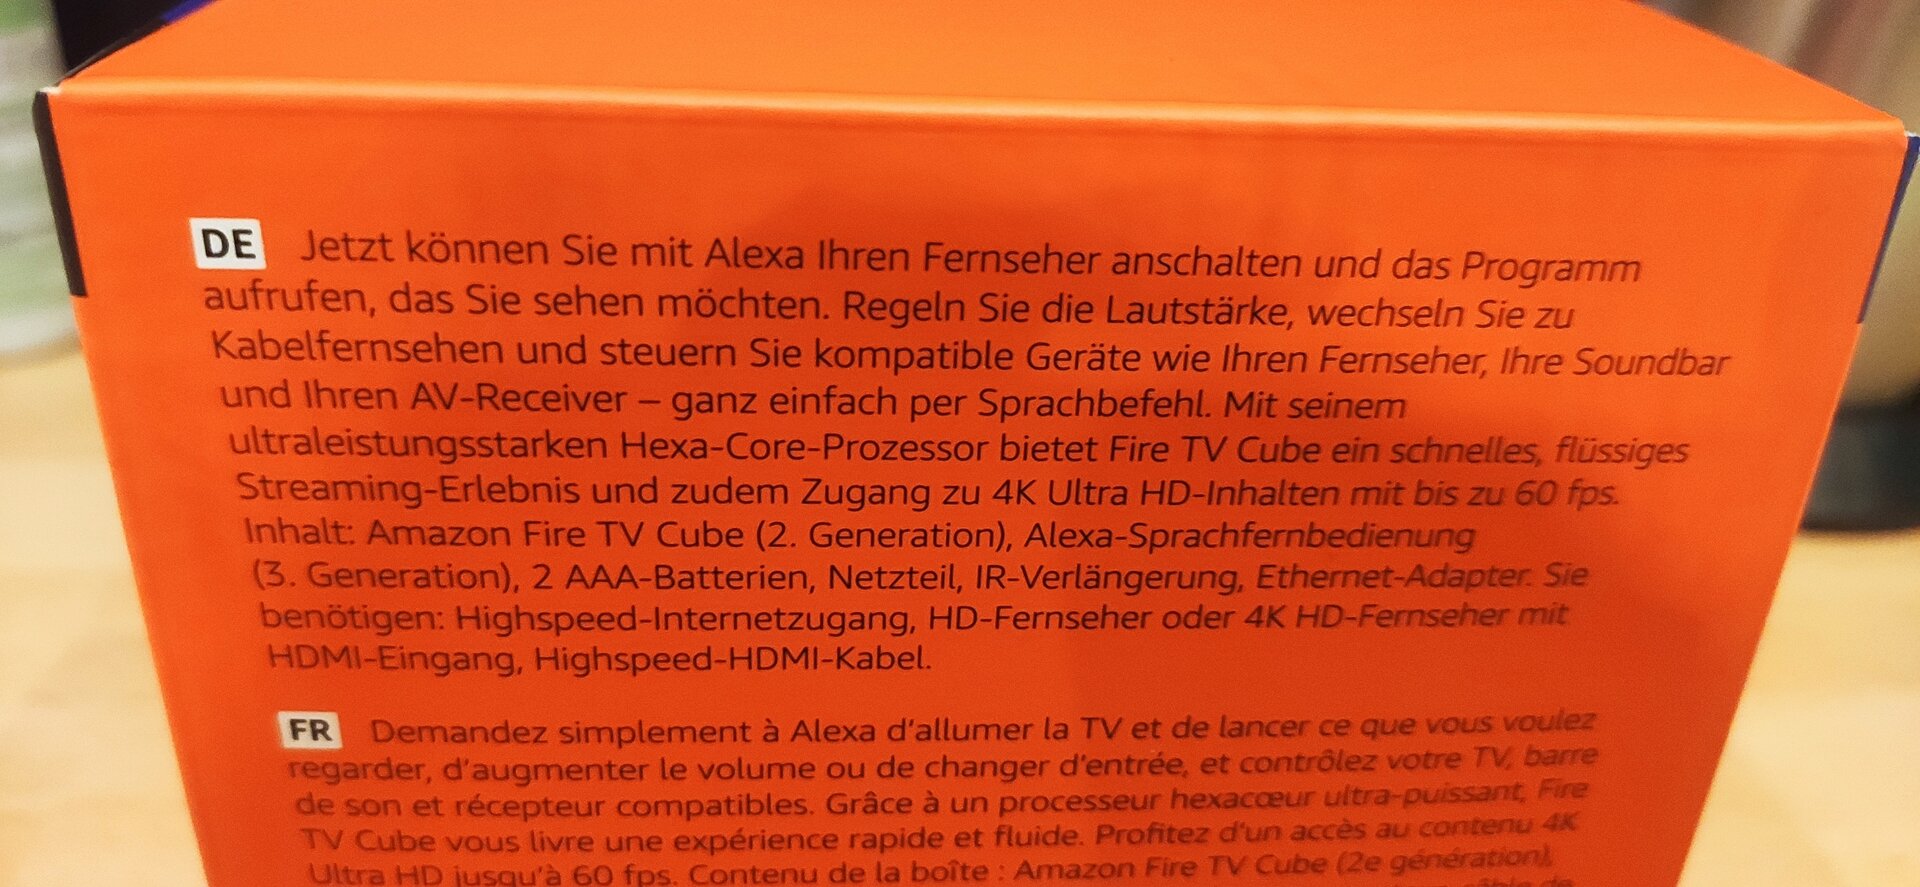 DE Jetzt können Sie mit Alexa Ihren Fernseher anschalten und das Programm
aufrufen, das Sie sehen möchten. Regeln Sie die Lautstärke, wechseln Sie zu
Kabelfernsehen und steuern Sie kompatible Geräte wie Ihren Fernseher, Ihre Soundbar
und Ihren AV-Receiver – ganz einfach per Sprachbefehl. Mit seinem
ultraleistungsstarken Hexa-Core-Prozessor bietet Fire TV Cube ein schnelles, flüssiges
Streaming-Erlebnis und zudem Zugang zu 4K Ultra HD-Inhalten mit bis zu 60 fps.
Inhalt: Amazon Fire TV Cube (2. Generation), Alexa-Sprachfernbedienung
(3. Generation), 2 AAA-Batterien, Netzteil, IR-Verlängerung, Ethernet-Adapter. Sie
benötigen: Highspeed-Internetzugang, HD-Fernseher oder 4K HD-Fernseher mit
HDMI-Eingang, Highspeed-HDMI-Kabel.
FR Demandez simplement à Alexa d'allumer la TV et de lancer ce que vous voulez
regarder, d'augmenter le volume ou de changer d'entrée, et contrôlez votre TV, barre
de son et récepteur compatibles. Grâce à un processeur hexacœur ultra-puissant, Fire
TV Cube vous livre une expérience rapide et fluide. Profitez d'un accès au contenu 4K
Ultra HD jusqu'à 60 fps. Contenu de la boîte : Amazon Fire TV Cube (2e génération),